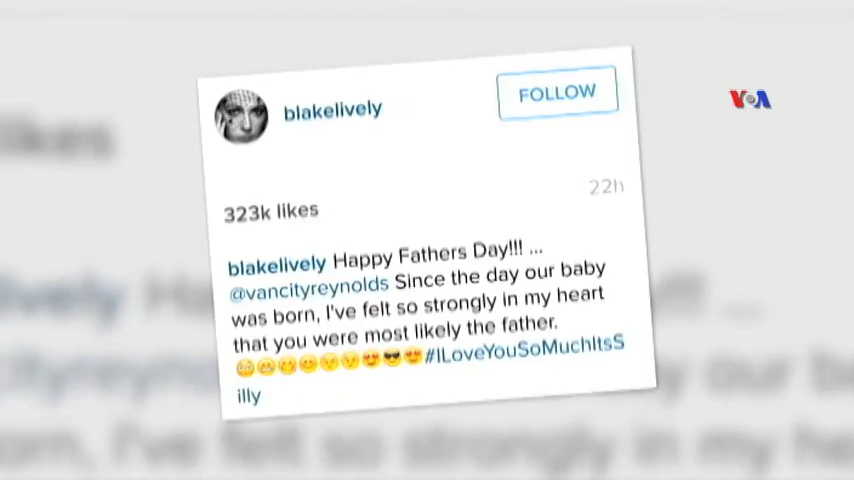 VOA
blakelively
FOLLOW
22h
323k likes
blakelively Happy Fathers Day!!! ...
@vancityreynolds Since the day our baby
was born, I've felt so strongly in my heart
that you were most likely the father.
😳😁😋😊😉😉😍😎😍#ILoveYouSoMuchItsS
illy